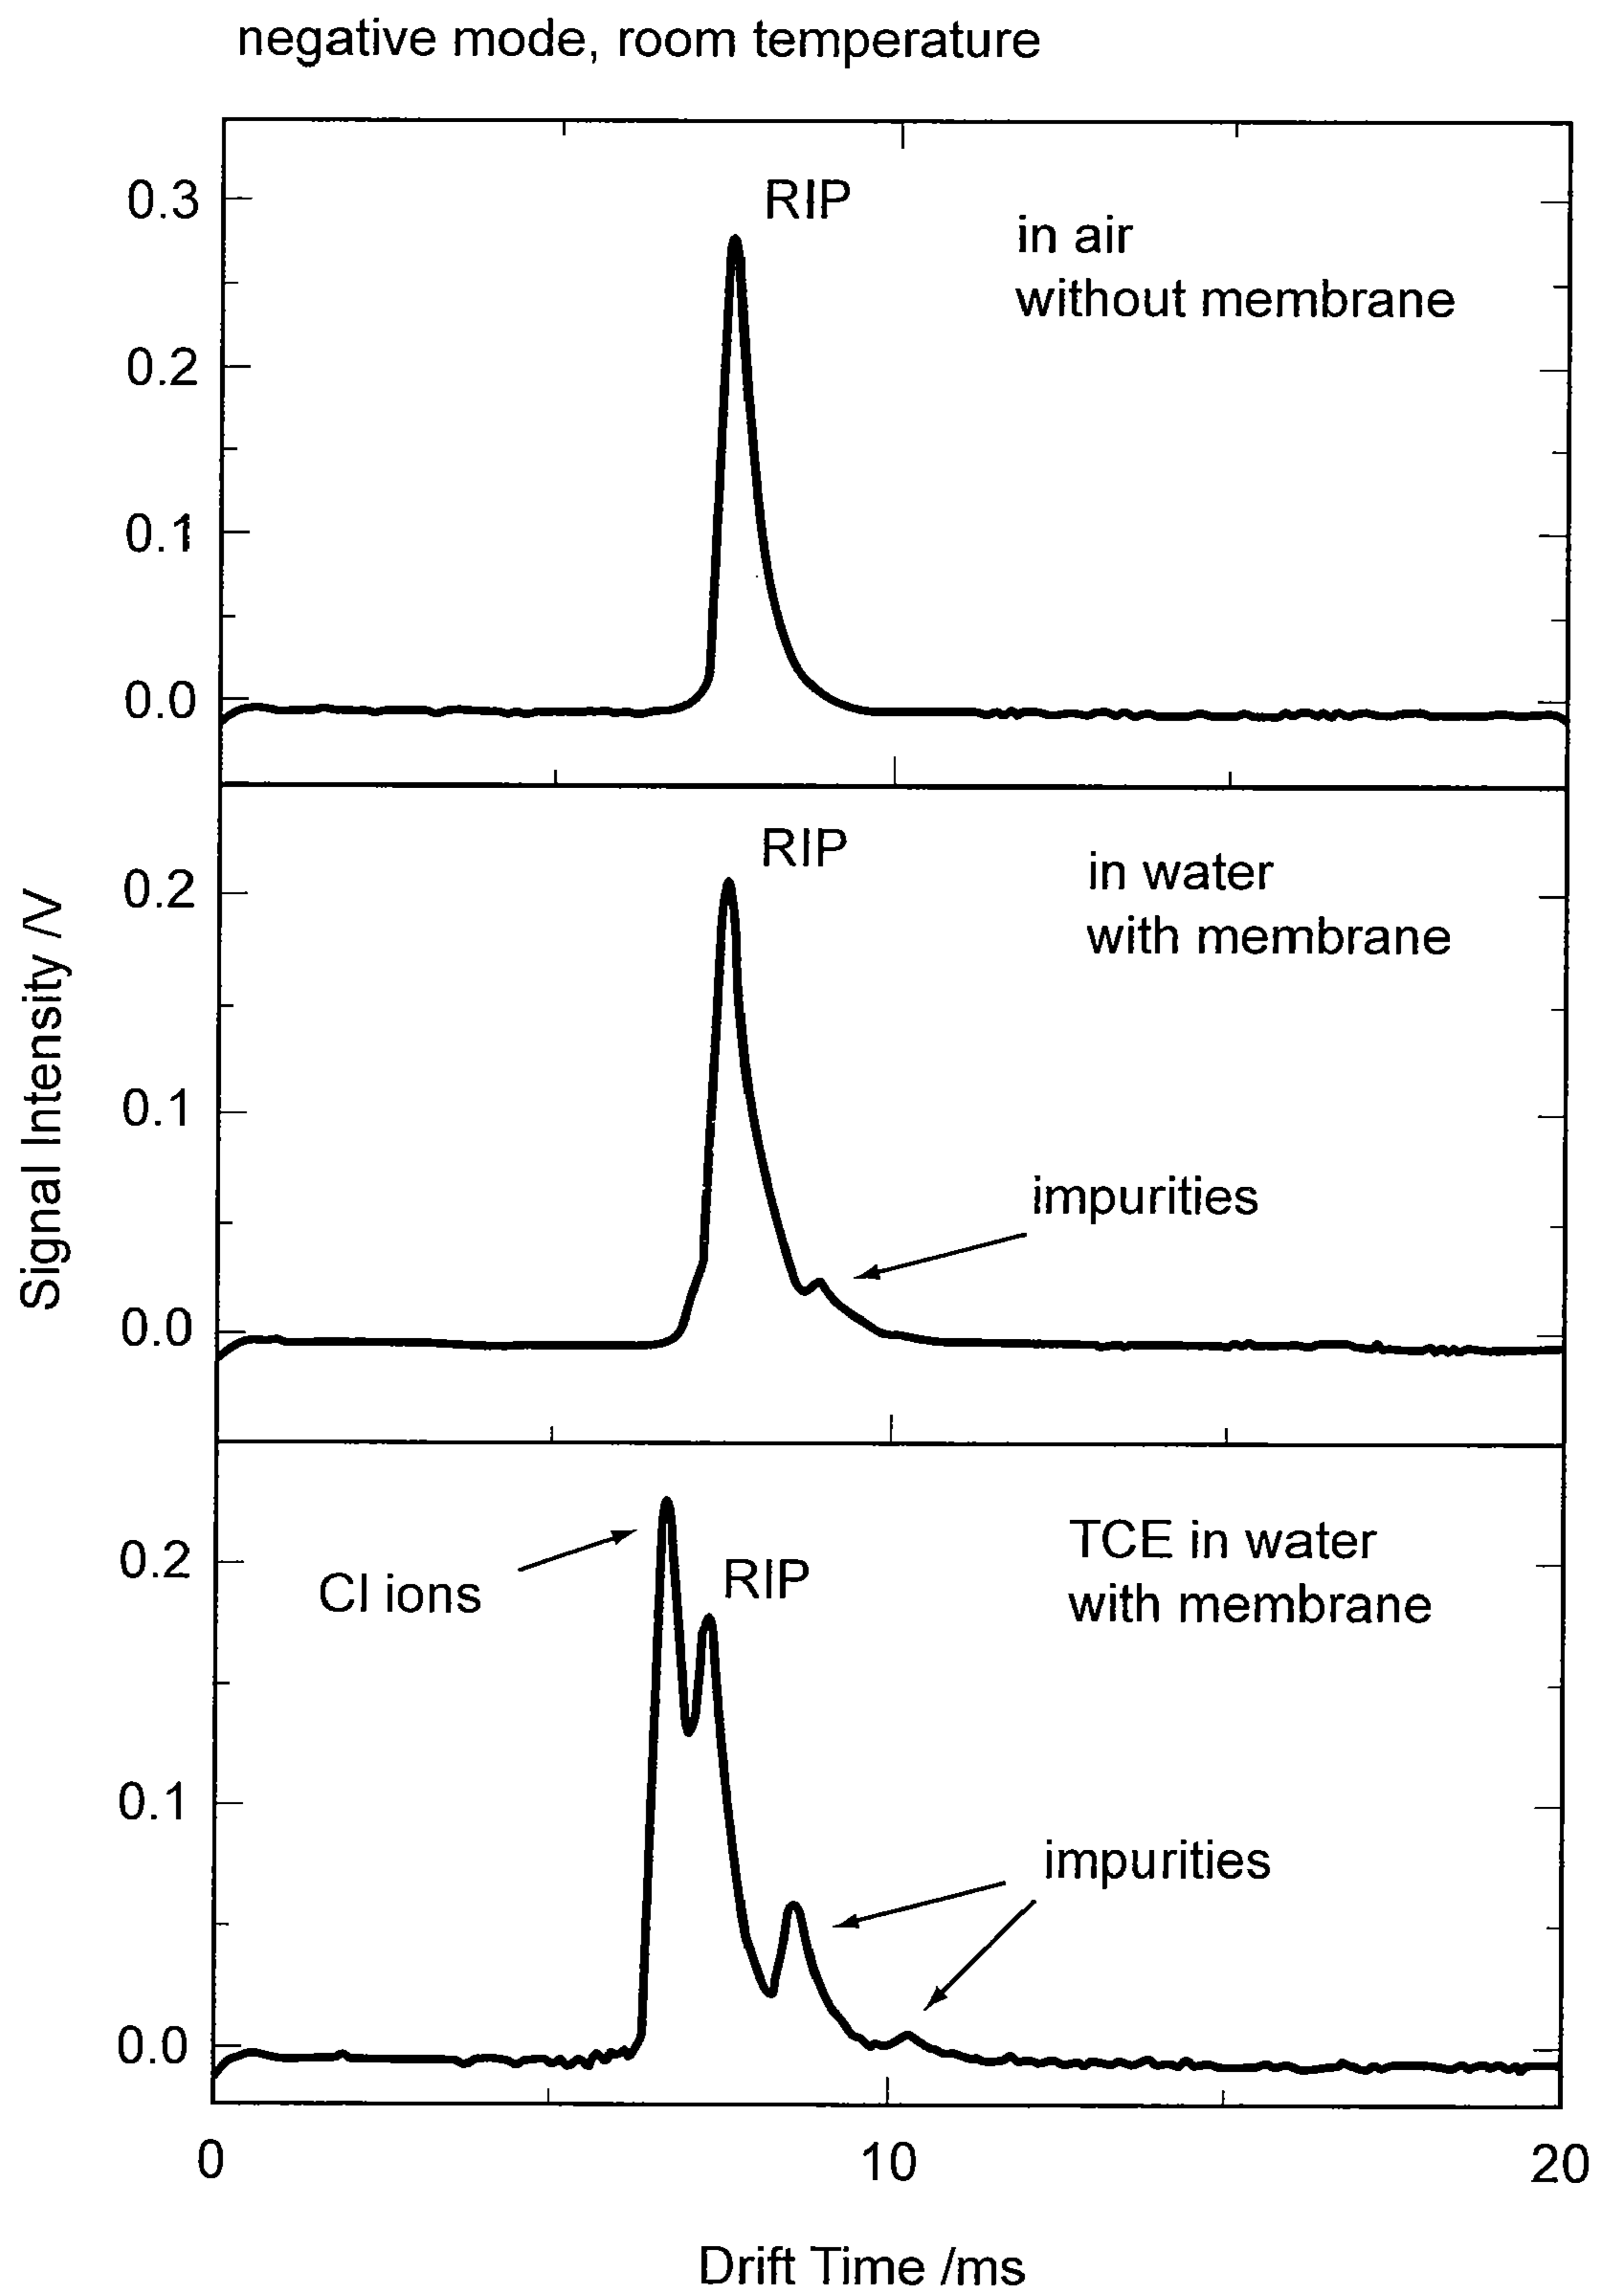 negative mode, room temperature
0.3
0.2
0.1
0.0
RIP
in air
without membrane
0.2
0.1
0.0
RIP
in water
with membrane
impurities
Signal Intensity /V
0.2
0.1
0.0
Cl ions
RIP
TCE in water
with membrane
impurities
0
10
20
Drift Time /ms